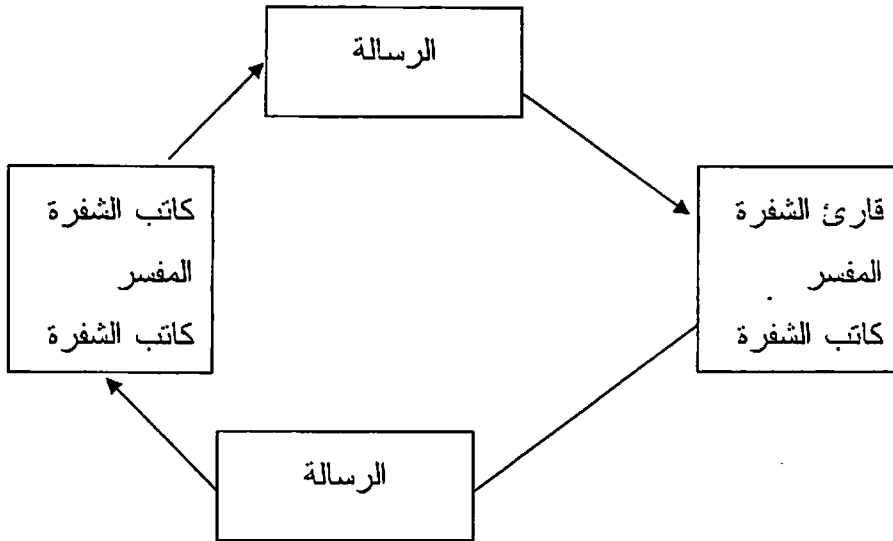 الرسالة
قارئ الشفرة
المفسر
كاتب الشفرة
كاتب الشفرة
المفسر
كاتب الشفرة
الرسالة